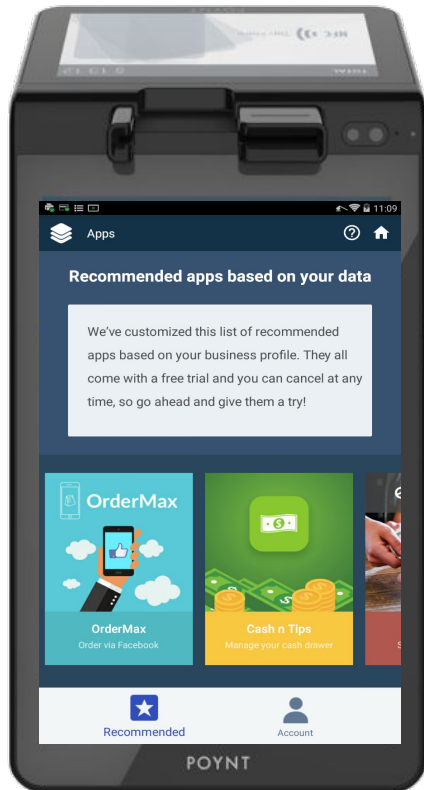 NFC
TOTAL
11:09
Apps
Recommended apps based on your data
We've customized this list of recommended
apps based on your business profile. They all
come with a free trial and you can cancel at any
time, so go ahead and give them a try!
OrderMax
OrderMax
Order via Facebook
Cash n Tips
Manage your cash drawer
S
Recommended
Account
POYNT